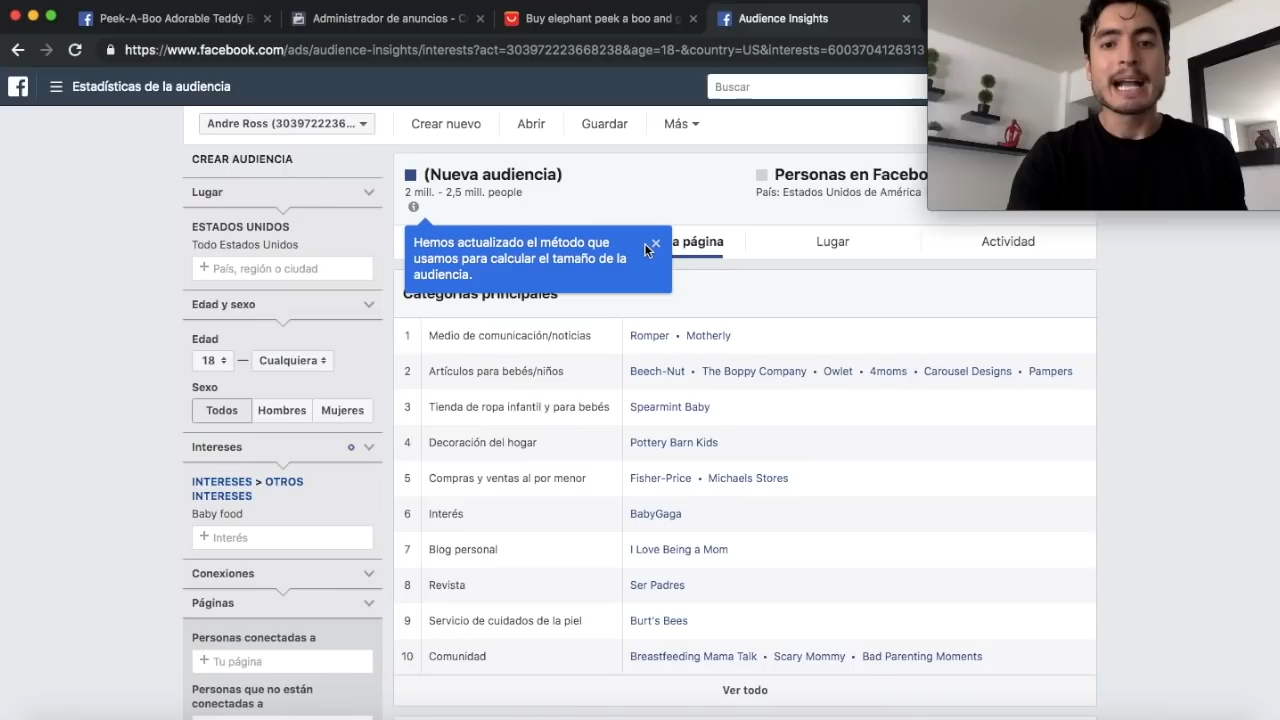 Peek-A-Boo Adorable Teddy B
Administrador de anuncios - C
Buy elephant peek a boo and g
Audience Insights
https://www.facebook.com/ads/audience-insights/interests?act=303972223668238&age=18-&country=US&interests=6003704126313
Estadísticas de la audiencia
Buscar
Andre Ross (3039722236...
Crear nuevo
Abrir
Guardar
Más
CREAR AUDIENCIA
Lugar
ESTADOS UNIDOS
Todo Estados Unidos
+ País, región o ciudad
Edad y sexo
Edad
18 — Cualquiera
Sexo
Todos Hombres Mujeres
Intereses
INTERESES > OTROS
INTERESES
Baby food
+ Interés
Conexiones
Páginas
Personas conectadas a
+ Tu página
Personas que no están
conectadas a
(Nueva audiencia)
2 mill. - 2,5 mill. people
Personas en Facebo
País: Estados Unidos de América
Hemos actualizado el método que
usamos para calcular el tamaño de la
audiencia.
a página
Lugar
Actividad
Categorías principales
1 Medio de comunicación/noticias Romper • Motherly
2 Artículos para bebés/niños Beech-Nut • The Boppy Company • Owlet • 4moms • Carousel Designs • Pampers
3 Tienda de ropa infantil y para bebés Spearmint Baby
4 Decoración del hogar Pottery Barn Kids
5 Compras y ventas al por menor Fisher-Price • Michaels Stores
6 Interés BabyGaga
7 Blog personal I Love Being a Mom
8 Revista Ser Padres
9 Servicio de cuidados de la piel Burt's Bees
10 Comunidad Breastfeeding Mama Talk • Scary Mommy • Bad Parenting Moments
Ver todo